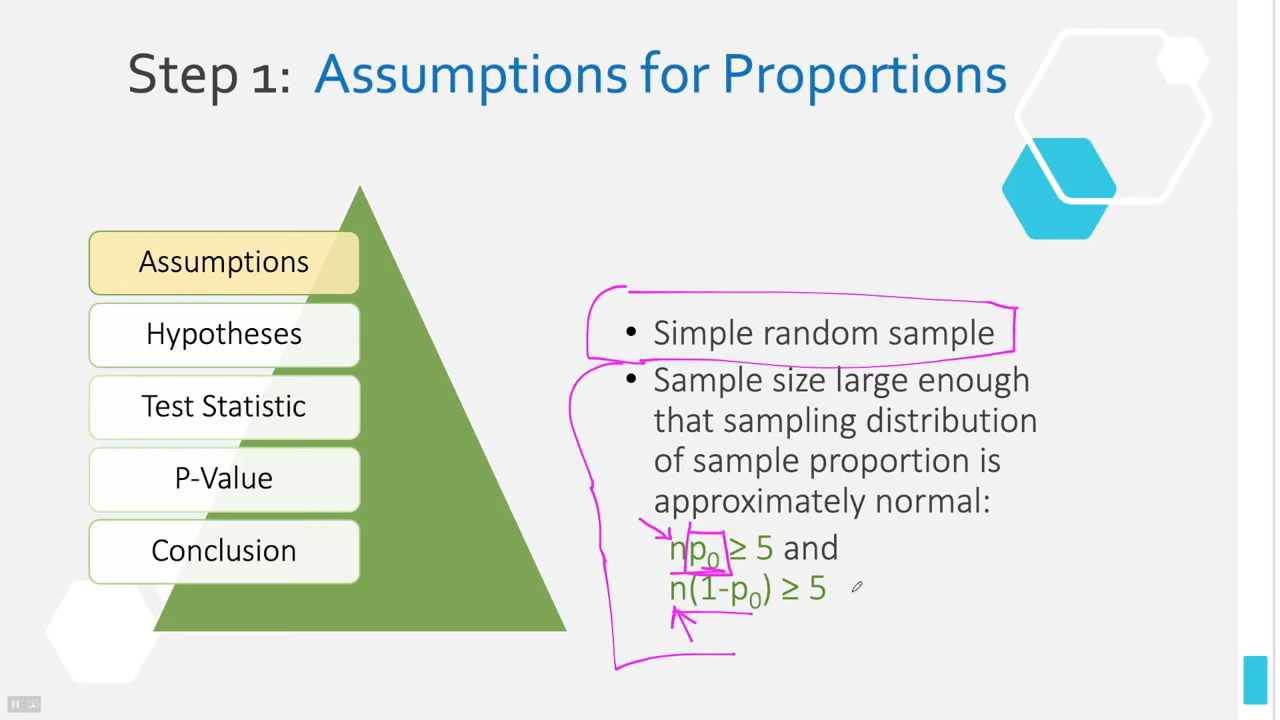 Step 1: Assumptions for Proportions
Assumptions
Hypotheses
Test Statistic
P-Value
Conclusion
• Simple random sample
• Sample size large enough
that sampling distribution
of sample proportion is
approximately normal:
np₀ ≥ 5 and
n(1-p₀) ≥ 5